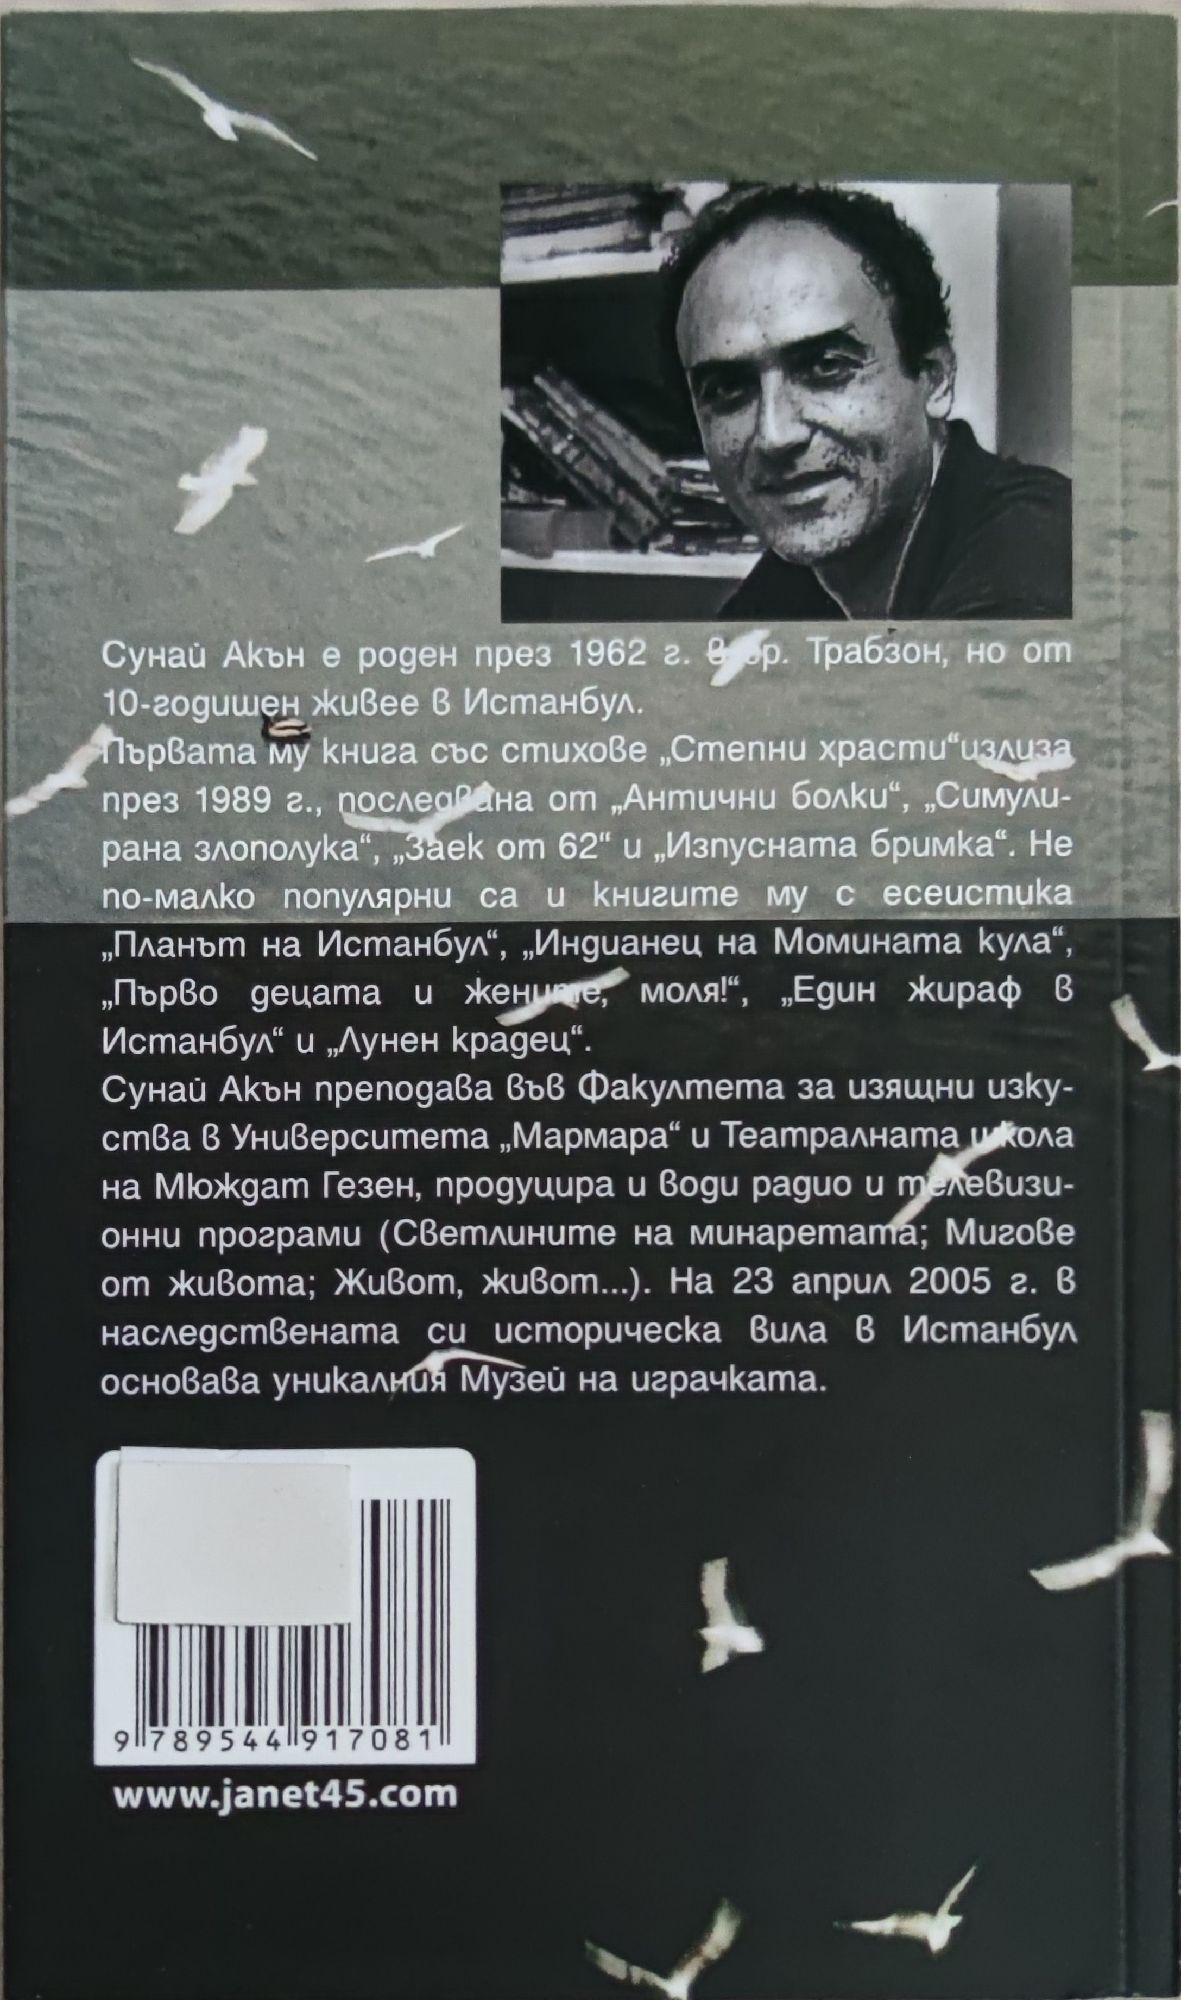 Сунай Акън е роден през 1962 г. в гр. Трабзон, но от
10-годишен живее в Истанбул.
Първата му книга със стихове „Степни храсти“излиза
през 1989 г., последвана от „Антични болки“, „Симули-
рана злополука“, „Заек от 62“ и „Изпусната бримка“. Не
по-малко популярни са и книгите му с есеистика
„Планът на Истанбул“, „Индианец на Момината кула“,
„Първо децата и жените, моля!“, „Един жираф в
Истанбул“ и „Лунен крадец“.
Сунай Акън преподава във Факултета за изящни изку-
ства в Университета „Мармара“ и Театралната школа
на Мюждат Гезен, продуцира и води радио и телевизи-
онни програми (Светлините на минаретата; Мигове
от живота; Живот, живот...). На 23 април 2005 г. в
наследствената си историческа вила в Истанбул
основава уникалния Музей на играчката.
9 789544 917081
www.janet45.com